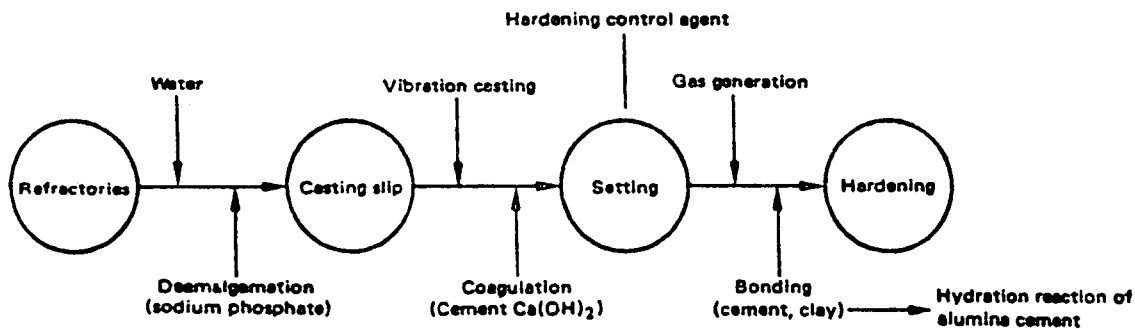 Hardening control agent
Water
Vibration casting
Gas generation
Refractories
Casting slip
Setting
Hardening
Deamalgamation
(sodium phosphate)
Coagulation
(Cement Ca(OH)₂)
Bonding
(cement, clay)
Hydration reaction of
alumina cement